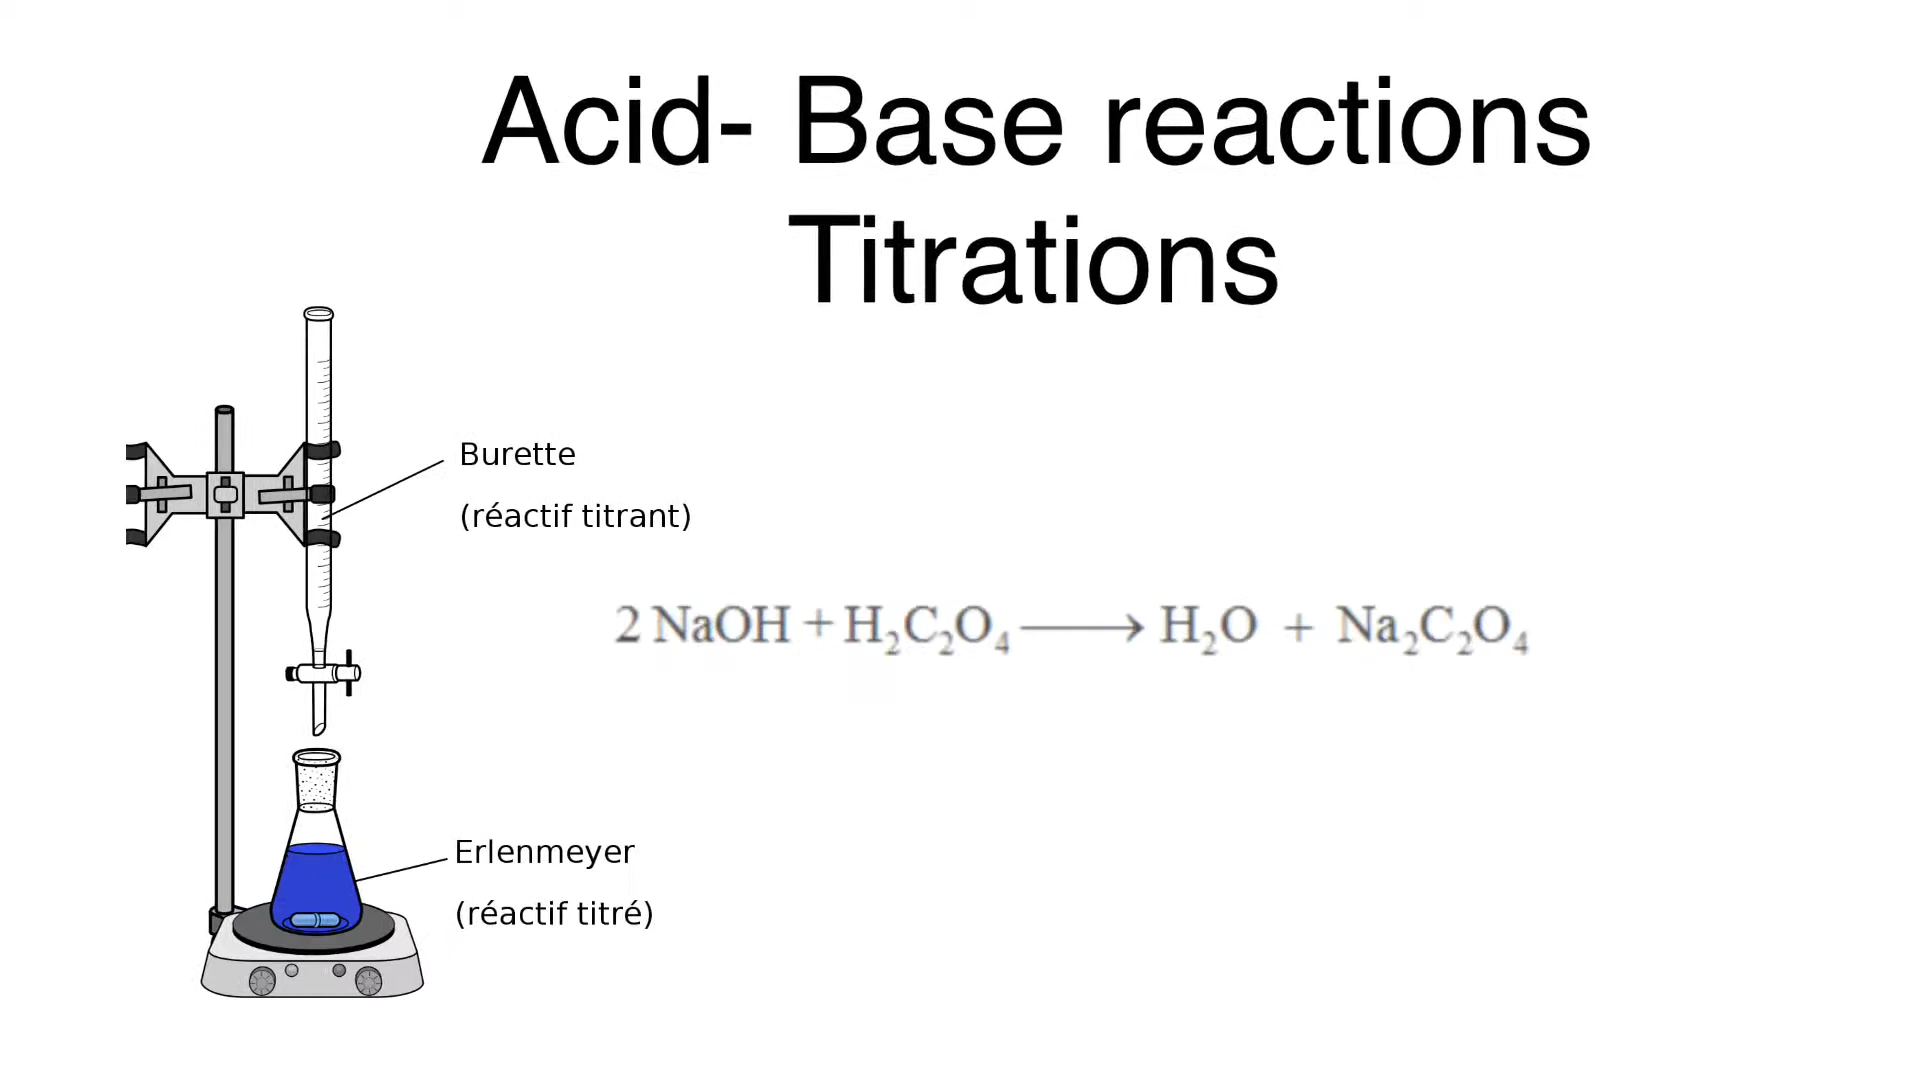 Acid- Base reactions
Titrations
Burette
(réactif titrant)
2 NaOH + H₂C₂O₄ ⟶ H₂O + Na₂C₂O₄
Erlenmeyer
(réactif titré)